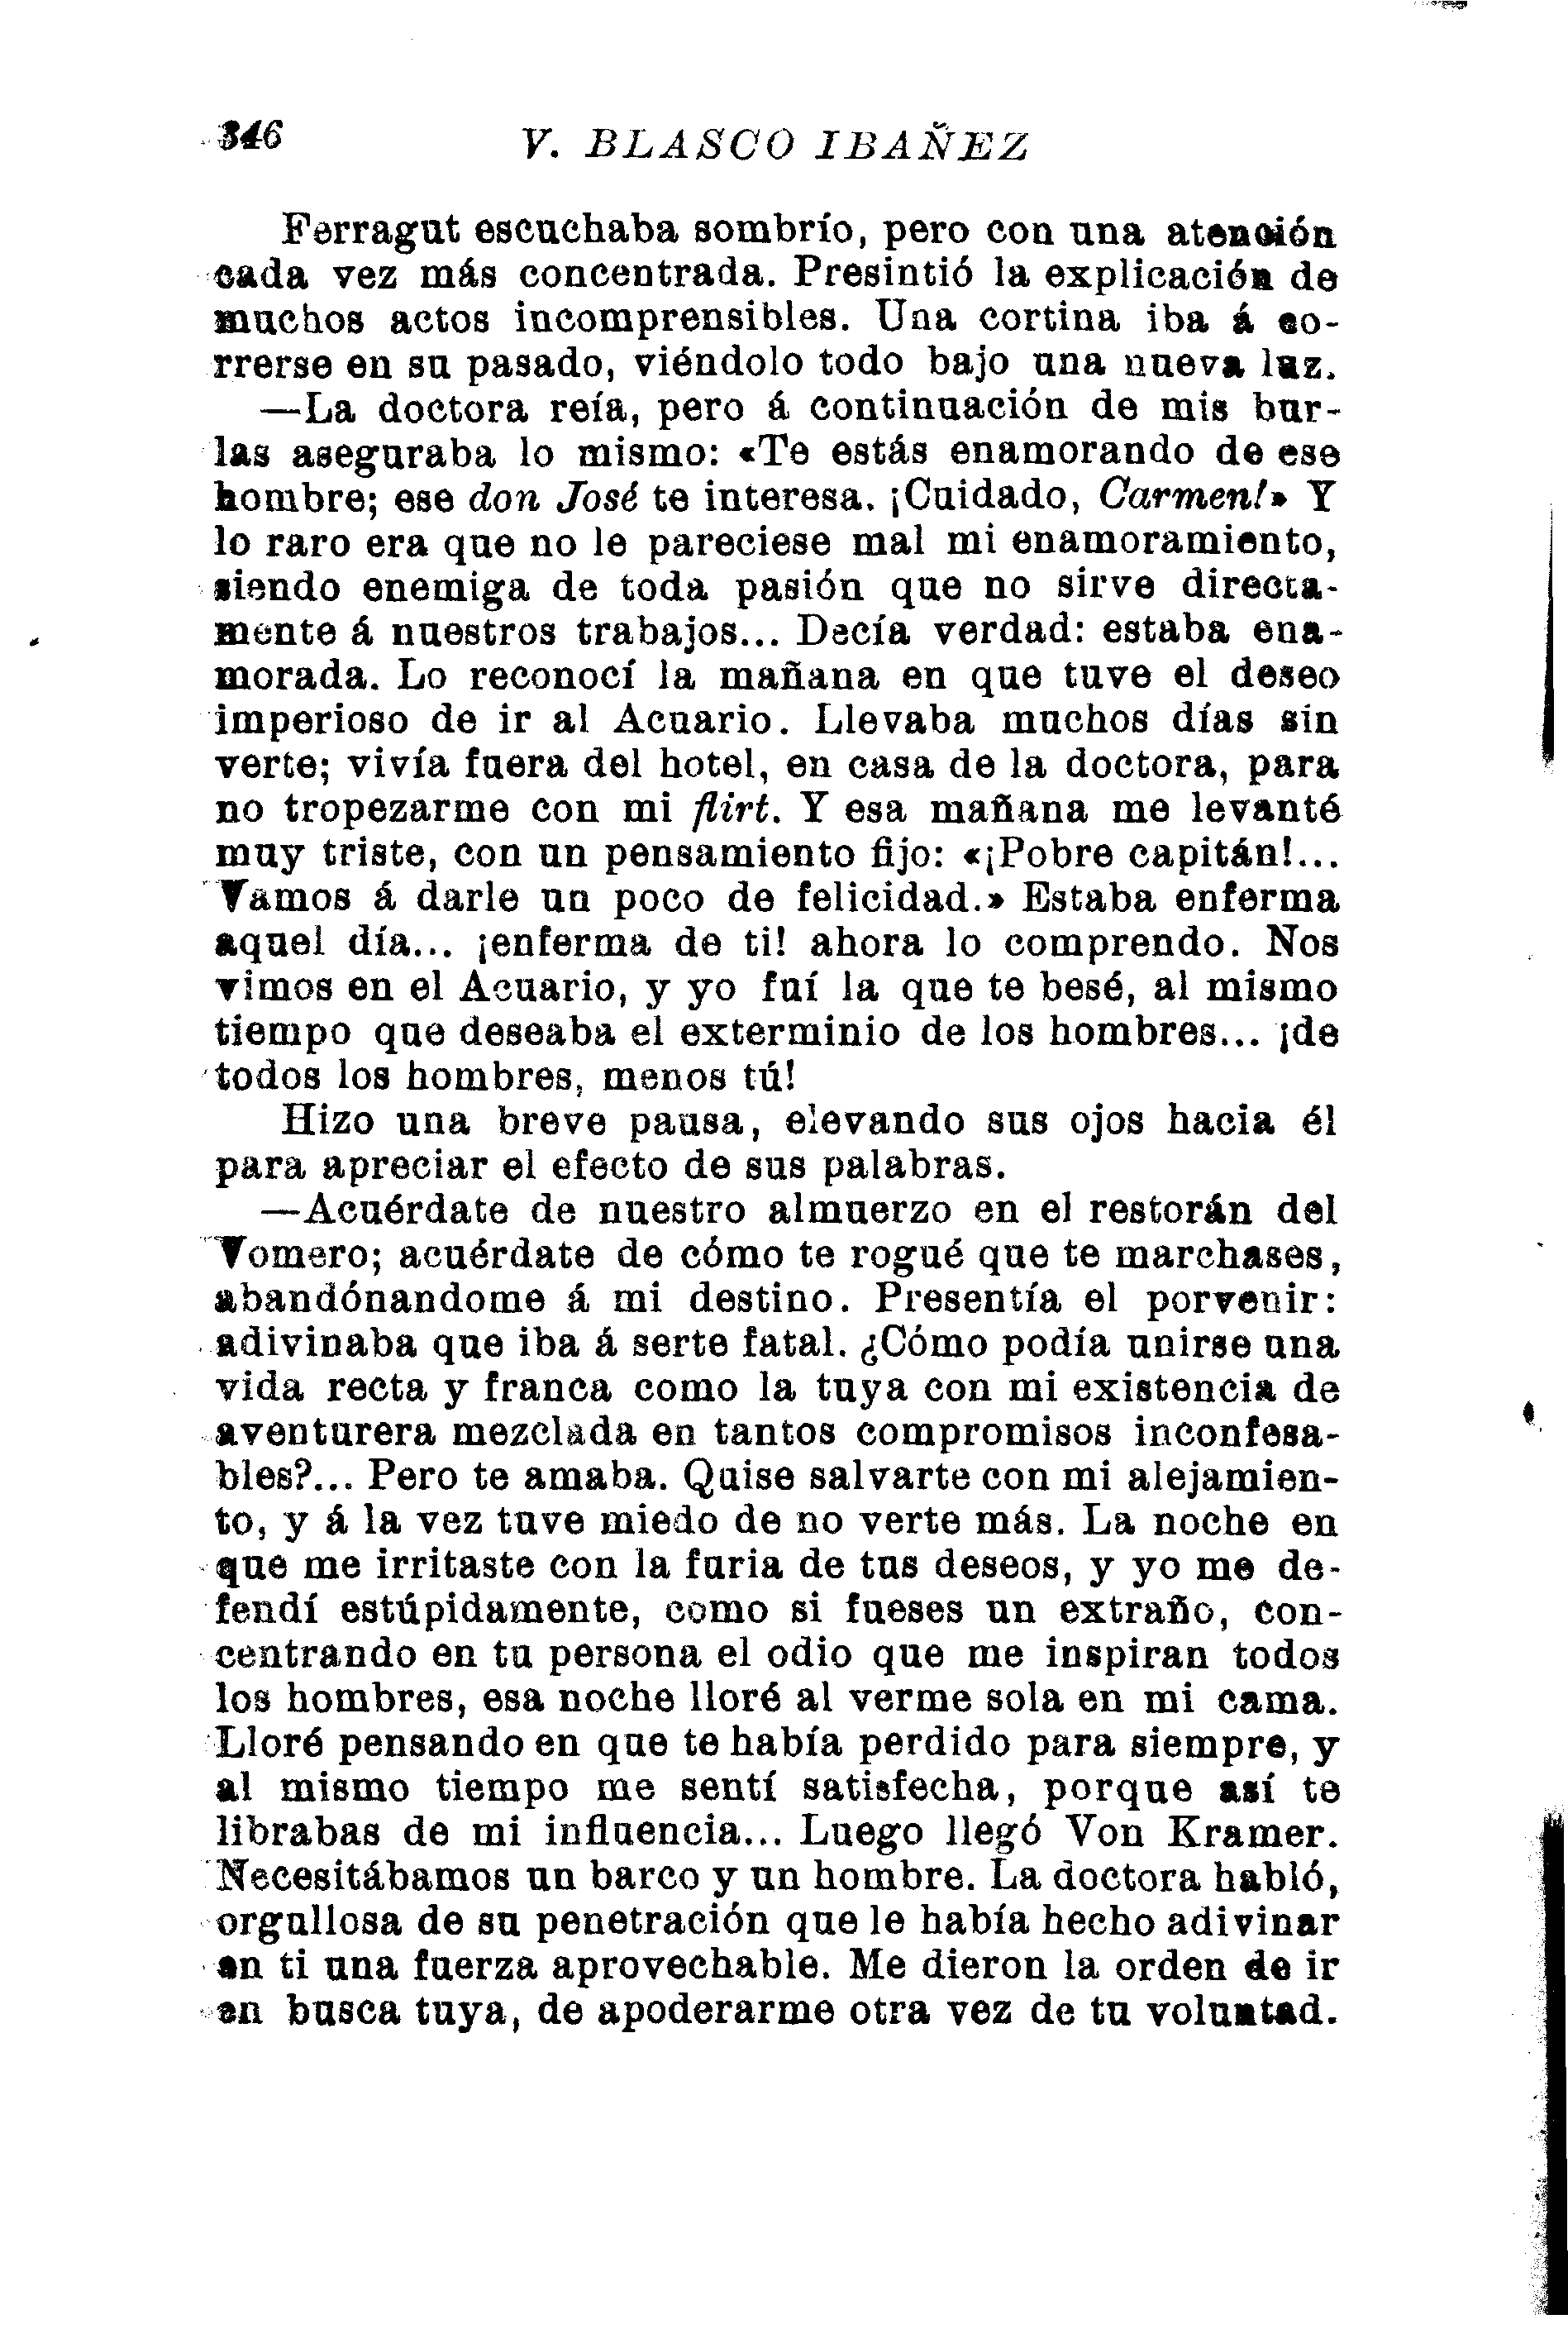 346
V. BLASCO IBAÑEZ
Ferragut escuchaba sombrío, pero con una atención
cada vez más concentrada. Presintió la explicación de
muchos actos incomprensibles. Una cortina iba á co-
rrerse en su pasado, viéndolo todo bajo una nueva luz.
—La doctora reía, pero á continuación de mis bur-
las aseguraba lo mismo: «Te estás enamorando de ese
hombre; ese don José te interesa. ¡Cuidado, Carmen!» Y
lo raro era que no le pareciese mal mi enamoramiento,
siendo enemiga de toda pasión que no sirve directa-
mente á nuestros trabajos... Decía verdad: estaba ena-
morada. Lo reconocí la mañana en que tuve el deseo
imperioso de ir al Acuario. Llevaba muchos días sin
verte; vivía fuera del hotel, en casa de la doctora, para
no tropezarme con mi flirt. Y esa mañana me levanté
muy triste, con un pensamiento fijo: «¡Pobre capitán!...
Vamos á darle un poco de felicidad.» Estaba enferma
aquel día... ¡enferma de ti! ahora lo comprendo. Nos
vimos en el Acuario, y yo fuí la que te besé, al mismo
tiempo que deseaba el exterminio de los hombres... ¡de
todos los hombres, menos tú!
Hizo una breve pausa, elevando sus ojos hacia él
para apreciar el efecto de sus palabras.
—Acuérdate de nuestro almuerzo en el restorán del
Vomero; acuérdate de cómo te rogué que te marchases,
abandónandome á mi destino. Presentía el porvenir:
adivinaba que iba á serte fatal. ¿Cómo podía unirse una
vida recta y franca como la tuya con mi existencia de
aventurera mezclada en tantos compromisos inconfesa-
bles?... Pero te amaba. Quise salvarte con mi alejamien-
to, y á la vez tuve miedo de no verte más. La noche en
que me irritaste con la furia de tus deseos, y yo me de-
fendí estúpidamente, como si fueses un extraño, con-
centrando en tu persona el odio que me inspiran todos
los hombres, esa noche lloré al verme sola en mi cama.
Lloré pensando en que te había perdido para siempre, y
al mismo tiempo me sentí satisfecha, porque así te
librabas de mi influencia... Luego llegó Von Kramer.
Necesitábamos un barco y un hombre. La doctora habló,
orgullosa de su penetración que le había hecho adivinar
en ti una fuerza aprovechable. Me dieron la orden de ir
en busca tuya, de apoderarme otra vez de tu voluntad.